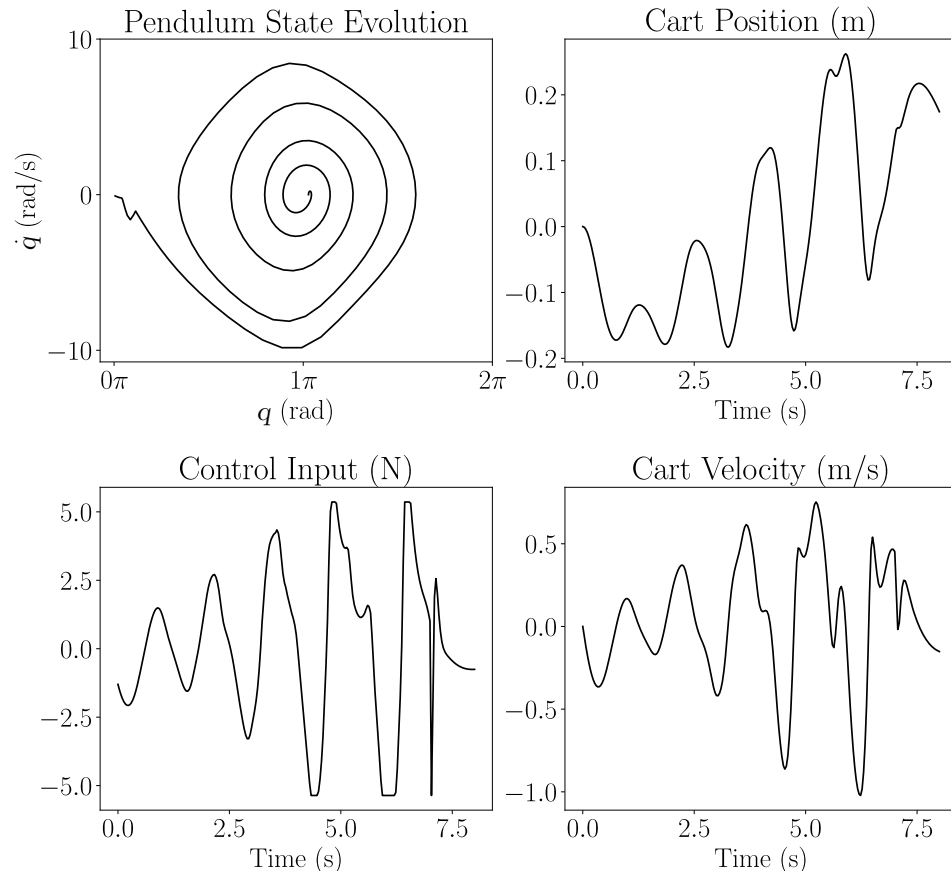 Pendulum State Evolution
10
0
−10
q̇ (rad/s)
0π
1π
2π
q (rad)
Cart Position (m)
0.2
0.1
0.0
−0.1
−0.2
0.0
2.5
5.0
7.5
Time (s)
Control Input (N)
5.0
2.5
0.0
−2.5
−5.0
0.0
2.5
5.0
7.5
Time (s)
Cart Velocity (m/s)
0.5
0.0
−0.5
−1.0
0.0
2.5
5.0
7.5
Time (s)